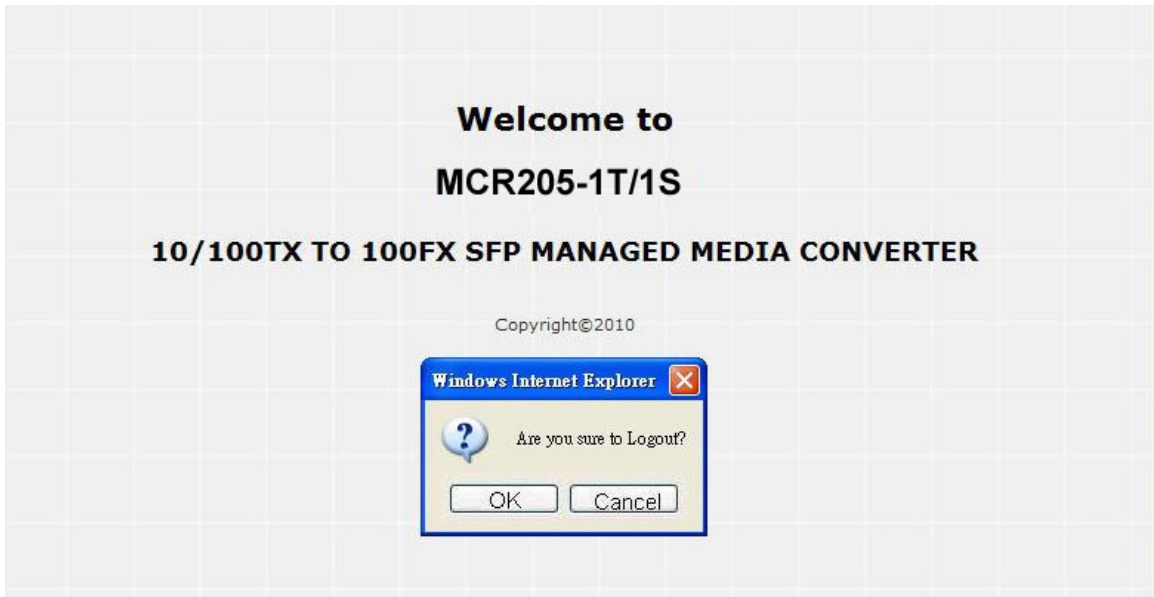 Welcome to
MCR205-1T/1S
10/100TX TO 100FX SFP MANAGED MEDIA CONVERTER
Copyright©2010
Windows Internet Explorer
Are you sure to Logout?
OK
Cancel